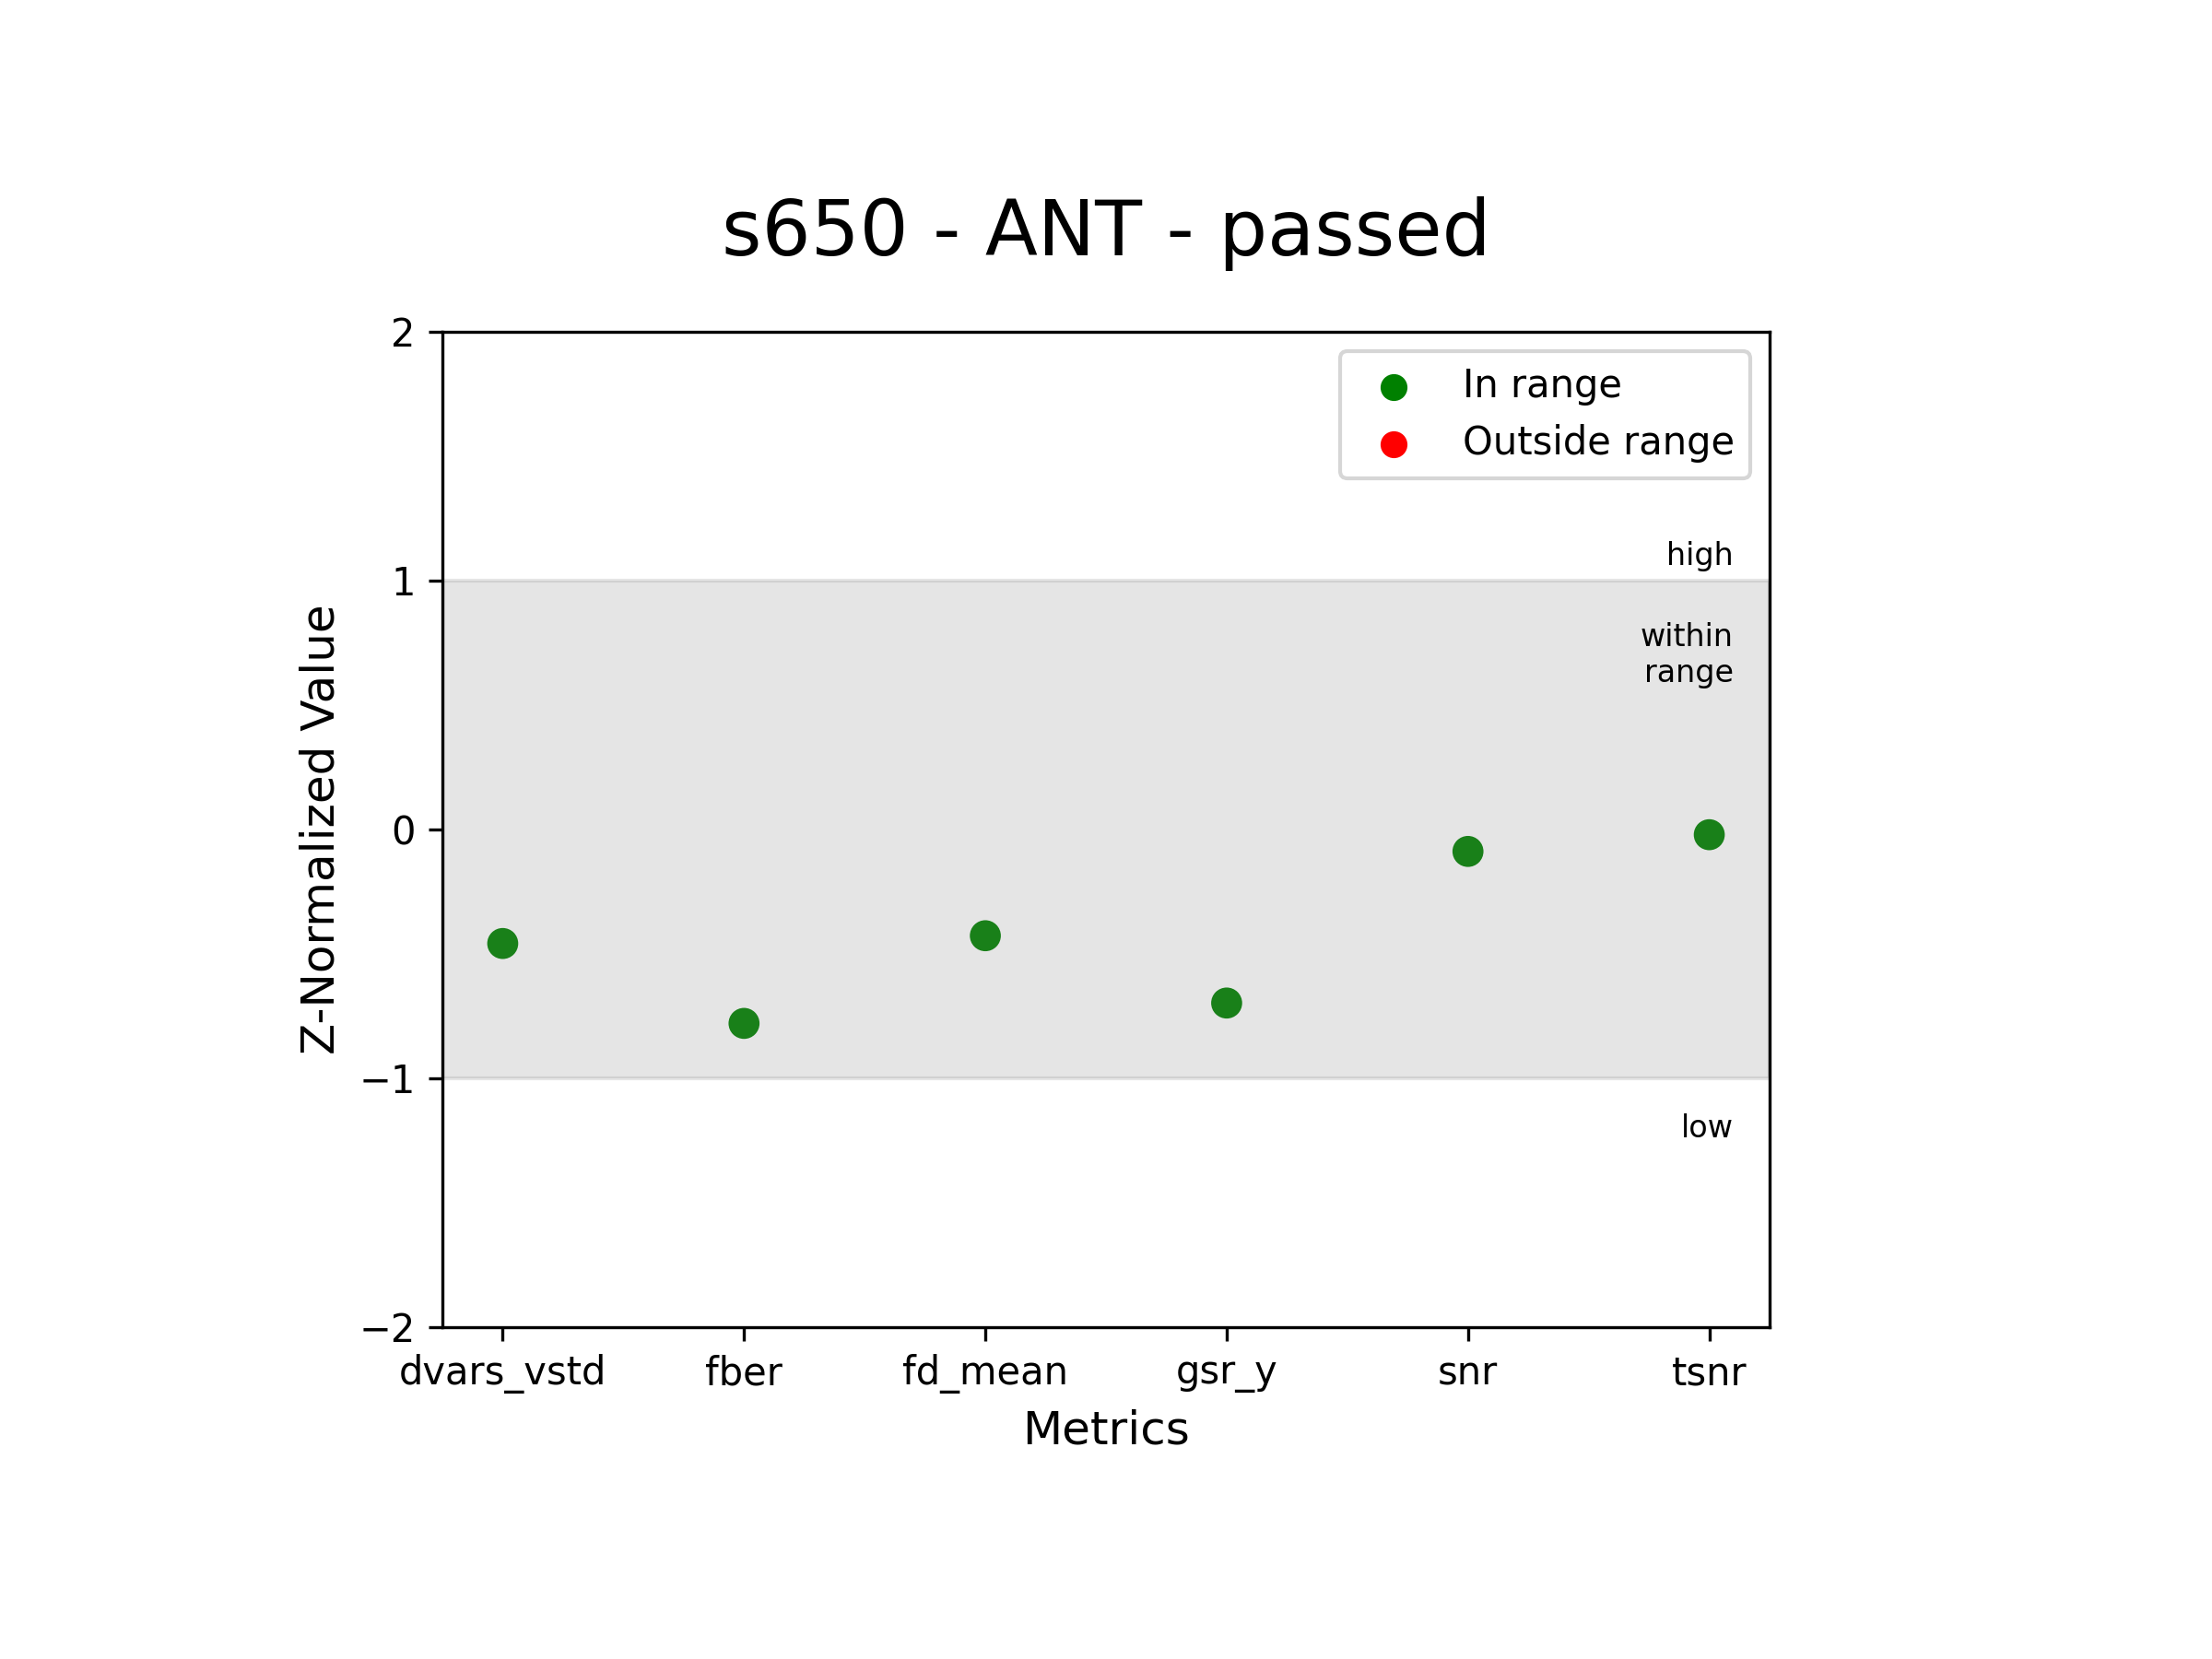 s650 - ANT - passed
2
In range
Outside range
high
1
within
range
Z-Normalized Value
0
−1
low
−2
dvars_vstd fber fd_mean gsr_y snr tsnr
Metrics